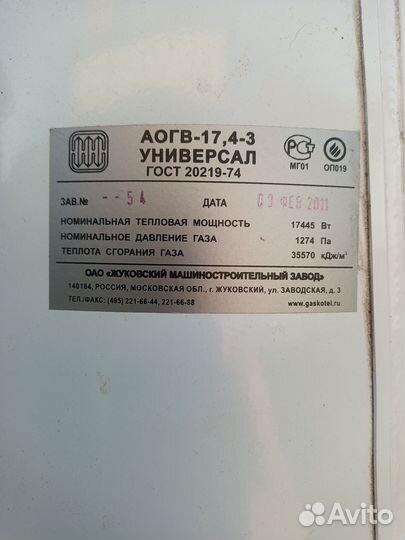 АОГВ-17,4-3
УНИВЕРСАЛ
ГОСТ 20219-74
МГ01
ОП019
ЗАВ.№ --54 ДАТА 03 ФЕВ 2011
НОМИНАЛЬНАЯ ТЕПЛОВАЯ МОЩНОСТЬ 17445 Вт
НОМИНАЛЬНОЕ ДАВЛЕНИЕ ГАЗА 1274 Па
ТЕПЛОТА СГОРАНИЯ ГАЗА 35570 кДж/м³
ОАО «ЖУКОВСКИЙ МАШИНОСТРОИТЕЛЬНЫЙ ЗАВОД»
140184, РОССИЯ, МОСКОВСКАЯ ОБЛ., г. ЖУКОВСКИЙ, ул. ЗАВОДСКАЯ, д. 3
ТЕЛ./ФАКС: (495) 221-66-44, 221-66-88 www.gaskotel.ru
Avito